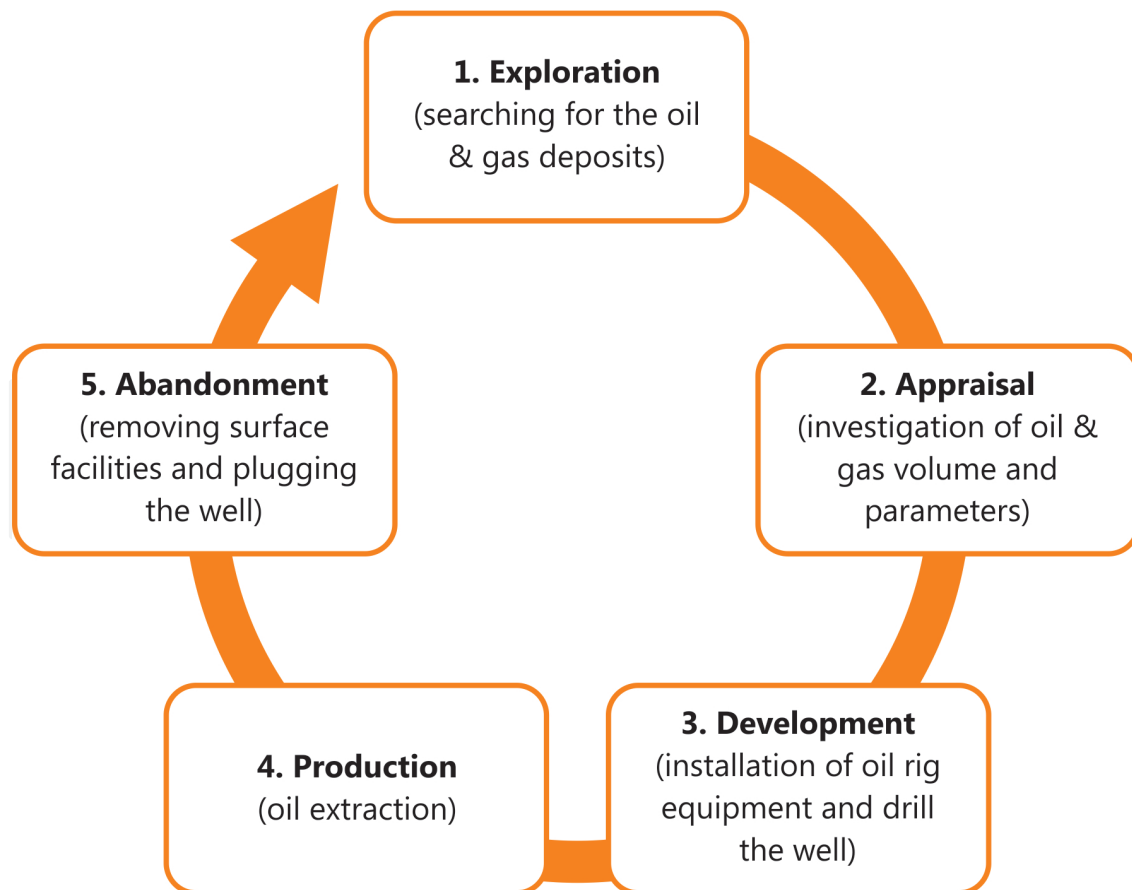 1. Exploration
(searching for the oil
& gas deposits)
2. Appraisal
(investigation of oil &
gas volume and
parameters)
3. Development
(installation of oil rig
equipment and drill
the well)
4. Production
(oil extraction)
5. Abandonment
(removing surface
facilities and plugging
the well)